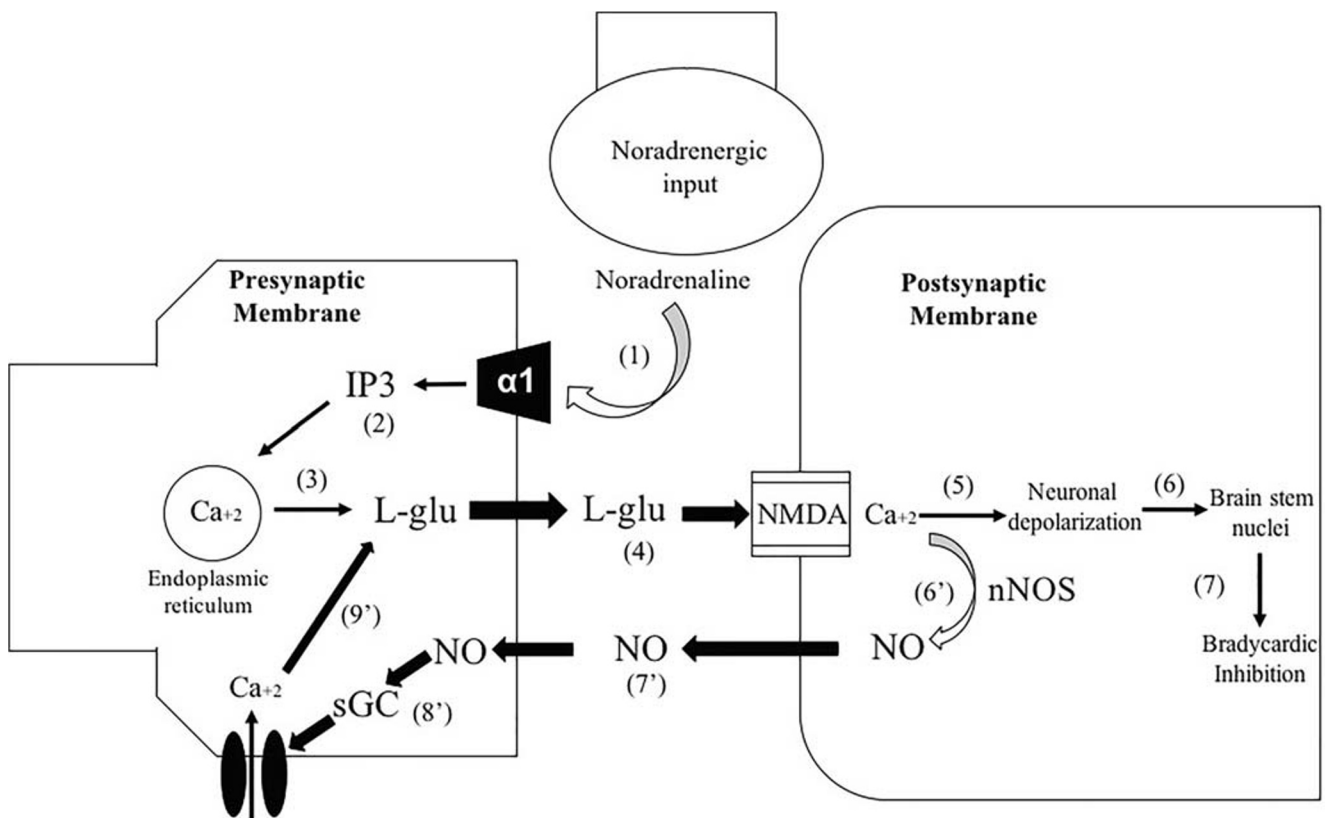 Noradrenergic
input
Noradrenaline
Presynaptic
Membrane
Postsynaptic
Membrane
(1)
α1
IP3
(2)
Ca+2
(3)
L-glu
L-glu
(4)
NMDA
Ca+2
(5)
Neuronal
depolarization
(6)
Brain stem
nuclei
Endoplasmic
reticulum
(6’)
nNOS
(7)
(9’)
NO
NO
(7’)
NO
Bradycardic
Inhibition
Ca+2
sGC
(8’)